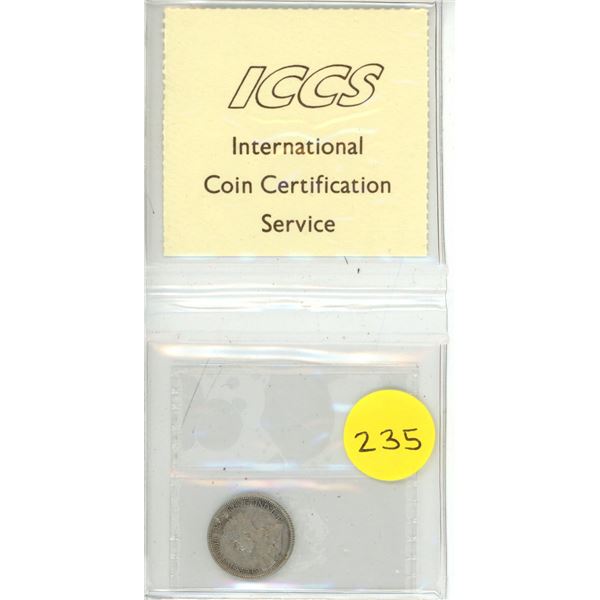 ICCS
International
Coin Certification
Service
235